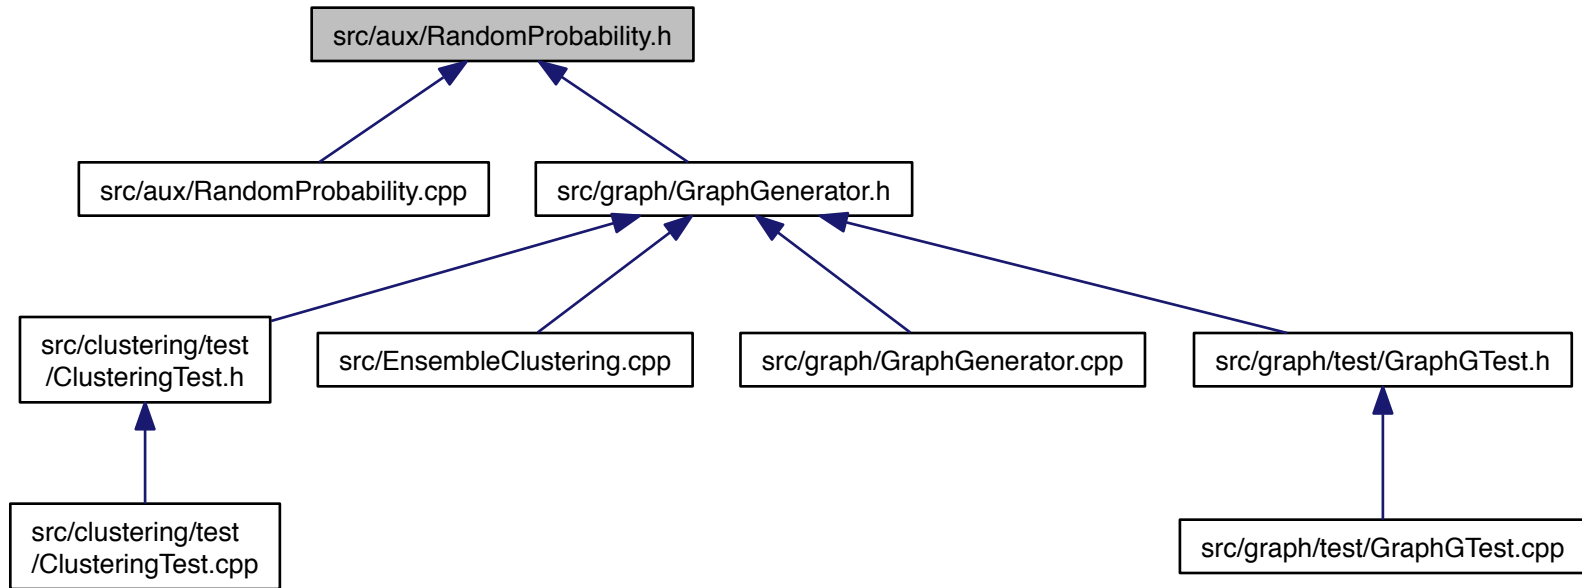 src/aux/RandomProbability.h
src/aux/RandomProbability.cpp
src/graph/GraphGenerator.h
src/clustering/test
/ClusteringTest.h
src/EnsembleClustering.cpp
src/graph/GraphGenerator.cpp
src/graph/test/GraphGTest.h
src/clustering/test
/ClusteringTest.cpp
src/graph/test/GraphGTest.cpp